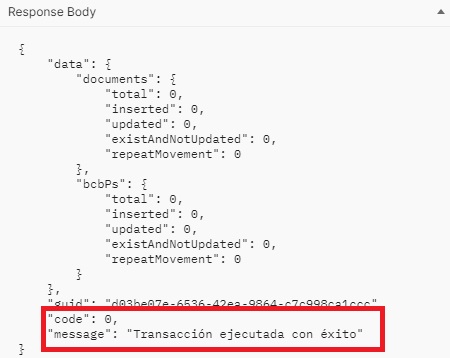 Response Body
{
"data": {
"documents": {
"total": 0,
"inserted": 0,
"updated": 0,
"existAndNotUpdated": 0,
"repeatMovement": 0
},
"bcbPs": {
"total": 0,
"inserted": 0,
"updated": 0,
"existAndNotUpdated": 0,
"repeatMovement": 0
}
},
"guid": "d03be07e-6536-42ea-9864-c7c998ca1ccc",
"code": 0,
"message": "Transacción ejecutada con éxito"
}